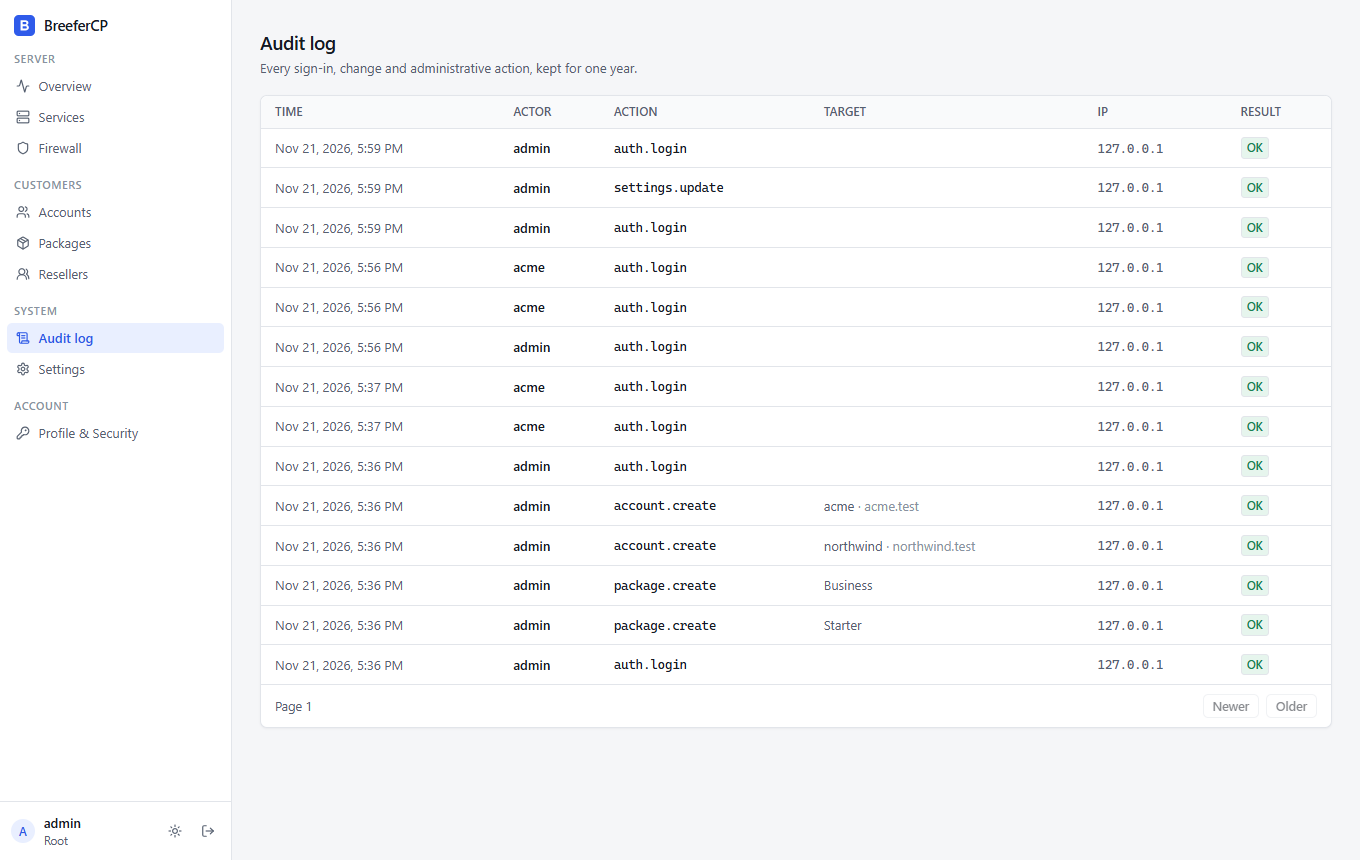 B BreeferCP
SERVER
Overview
Services
Firewall
CUSTOMERS
Accounts
Packages
Resellers
SYSTEM
Audit log
Settings
ACCOUNT
Profile & Security
A admin
Root
Audit log
Every sign-in, change and administrative action, kept for one year.
TIME ACTOR ACTION TARGET IP RESULT
Nov 21, 2026, 5:59 PM admin auth.login 127.0.0.1 OK
Nov 21, 2026, 5:59 PM admin settings.update 127.0.0.1 OK
Nov 21, 2026, 5:59 PM admin auth.login 127.0.0.1 OK
Nov 21, 2026, 5:56 PM acme auth.login 127.0.0.1 OK
Nov 21, 2026, 5:56 PM acme auth.login 127.0.0.1 OK
Nov 21, 2026, 5:56 PM admin auth.login 127.0.0.1 OK
Nov 21, 2026, 5:37 PM acme auth.login 127.0.0.1 OK
Nov 21, 2026, 5:37 PM acme auth.login 127.0.0.1 OK
Nov 21, 2026, 5:36 PM admin auth.login 127.0.0.1 OK
Nov 21, 2026, 5:36 PM admin account.create acme · acme.test 127.0.0.1 OK
Nov 21, 2026, 5:36 PM admin account.create northwind · northwind.test 127.0.0.1 OK
Nov 21, 2026, 5:36 PM admin package.create Business 127.0.0.1 OK
Nov 21, 2026, 5:36 PM admin package.create Starter 127.0.0.1 OK
Nov 21, 2026, 5:36 PM admin auth.login 127.0.0.1 OK
Page 1 Newer Older